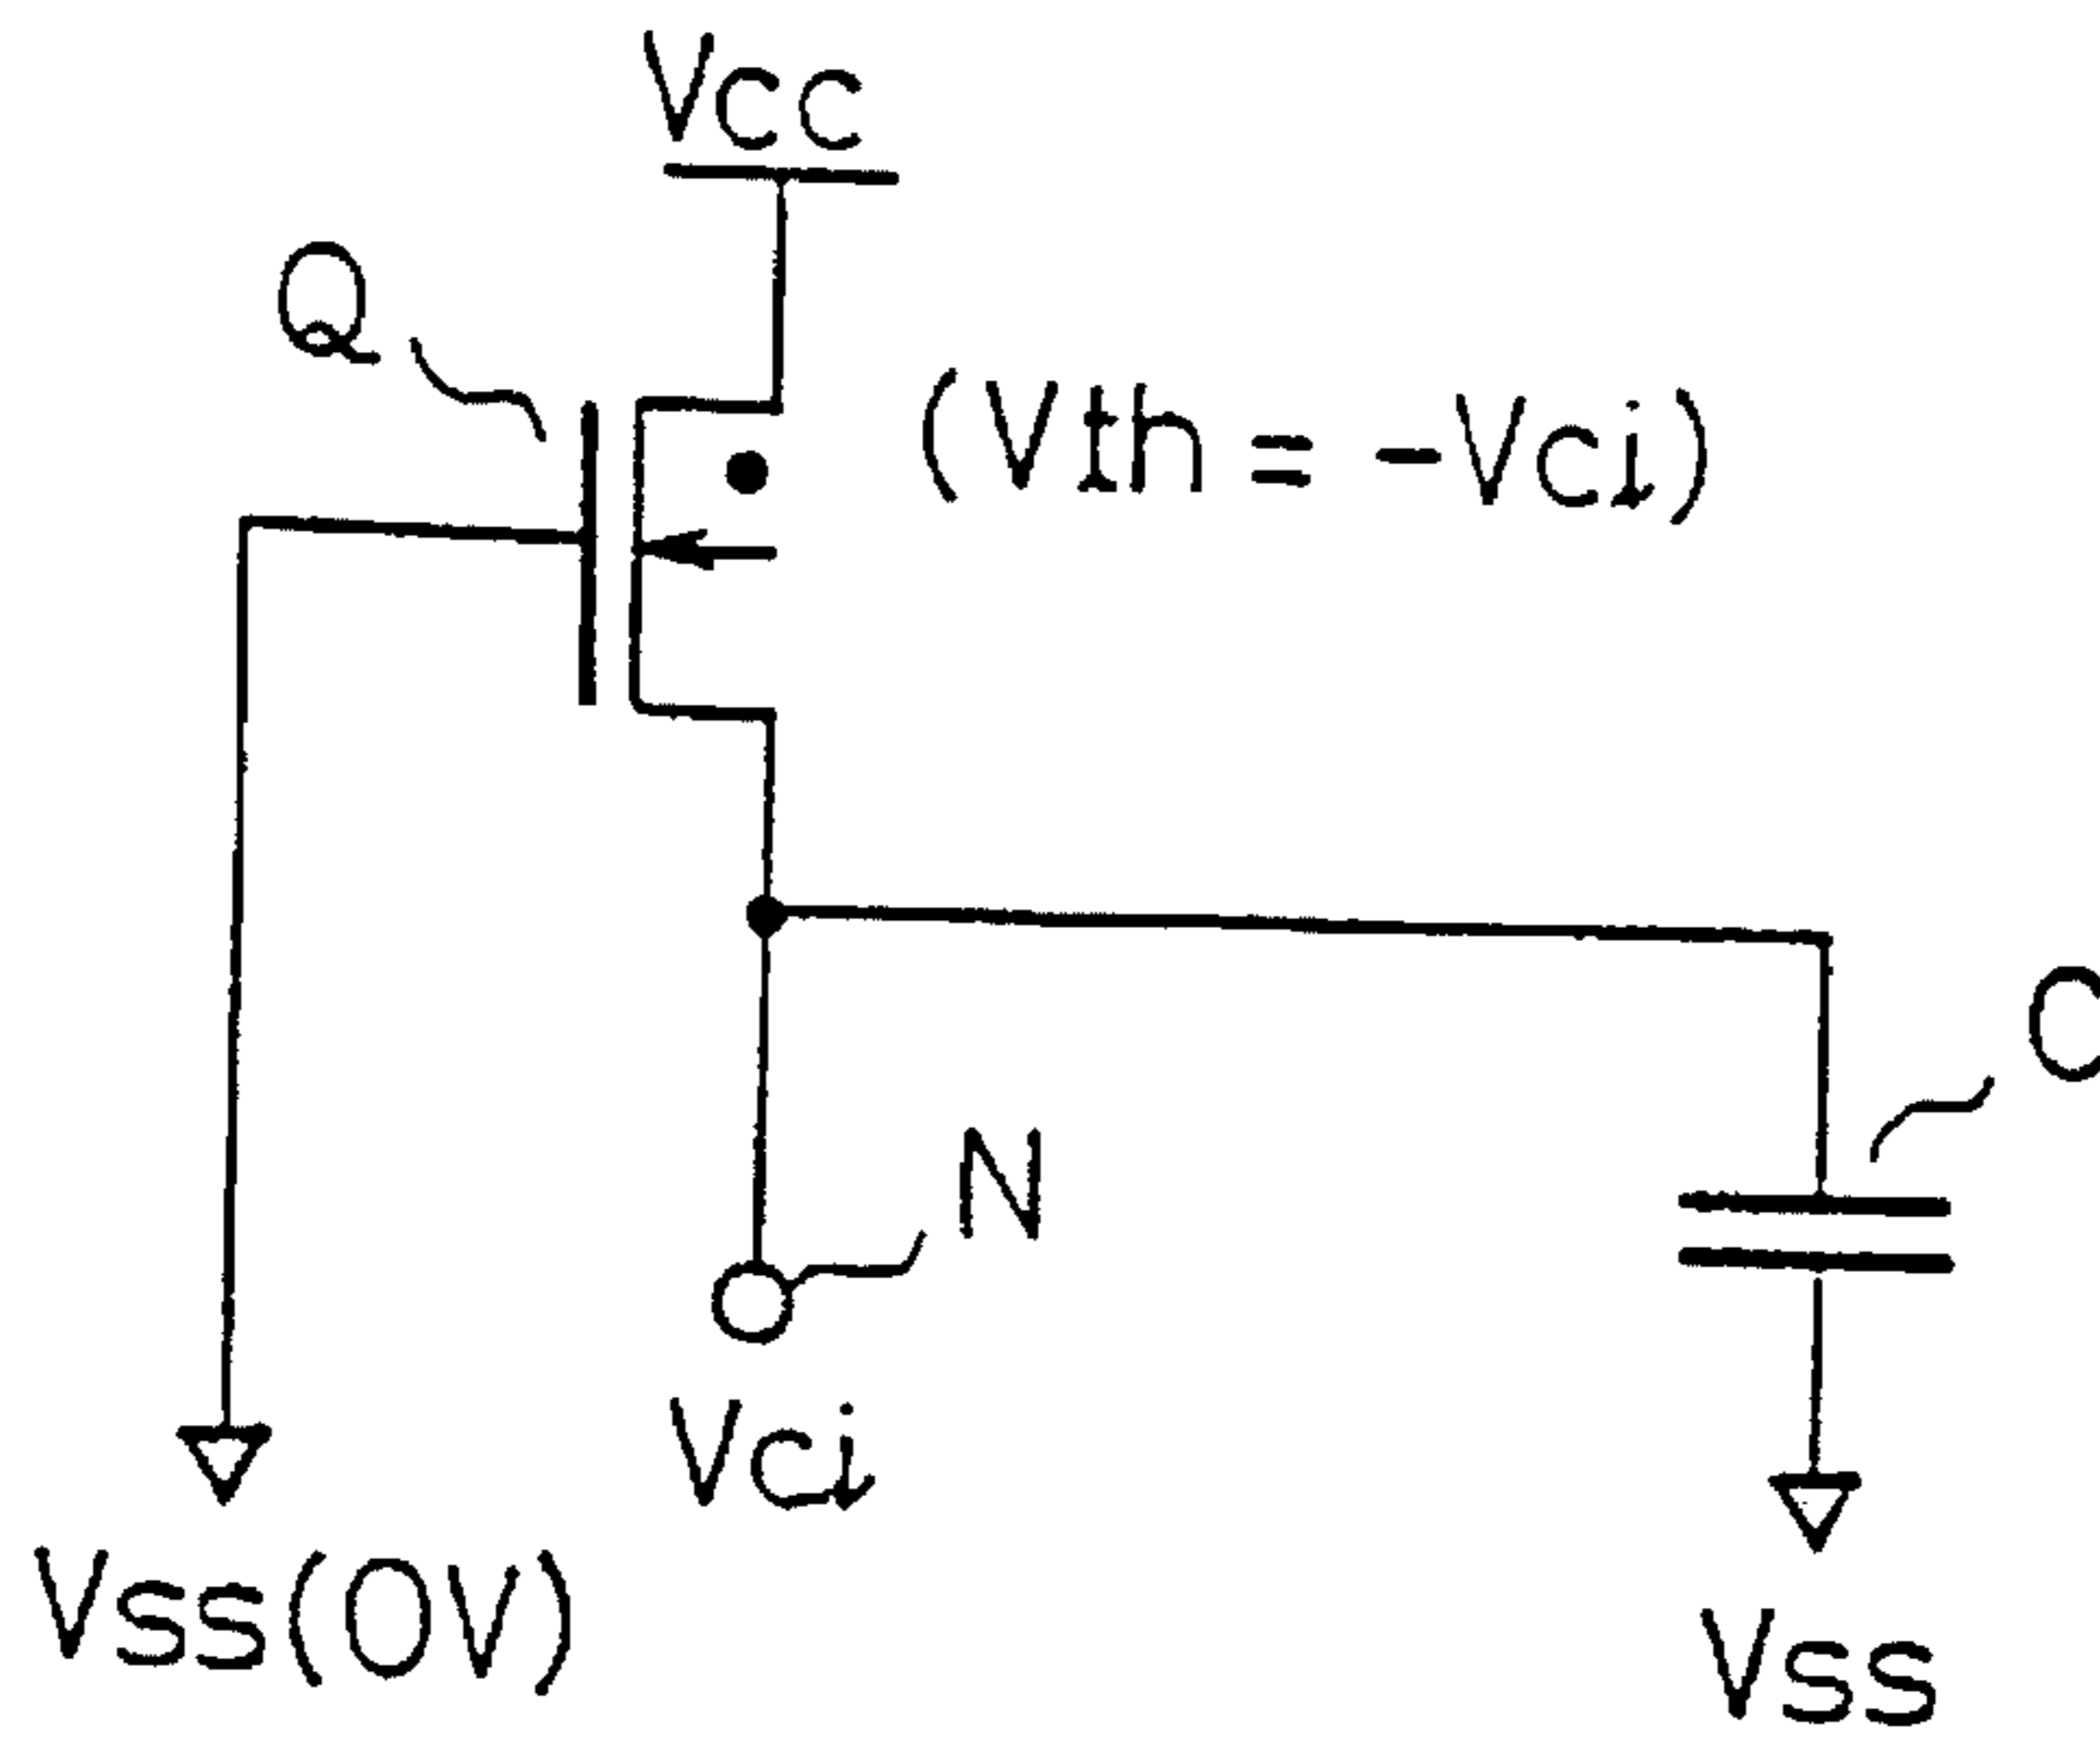 Vcc
Q
(Vth = -Vci)
C
N
Vci
Vss(0V)
Vss